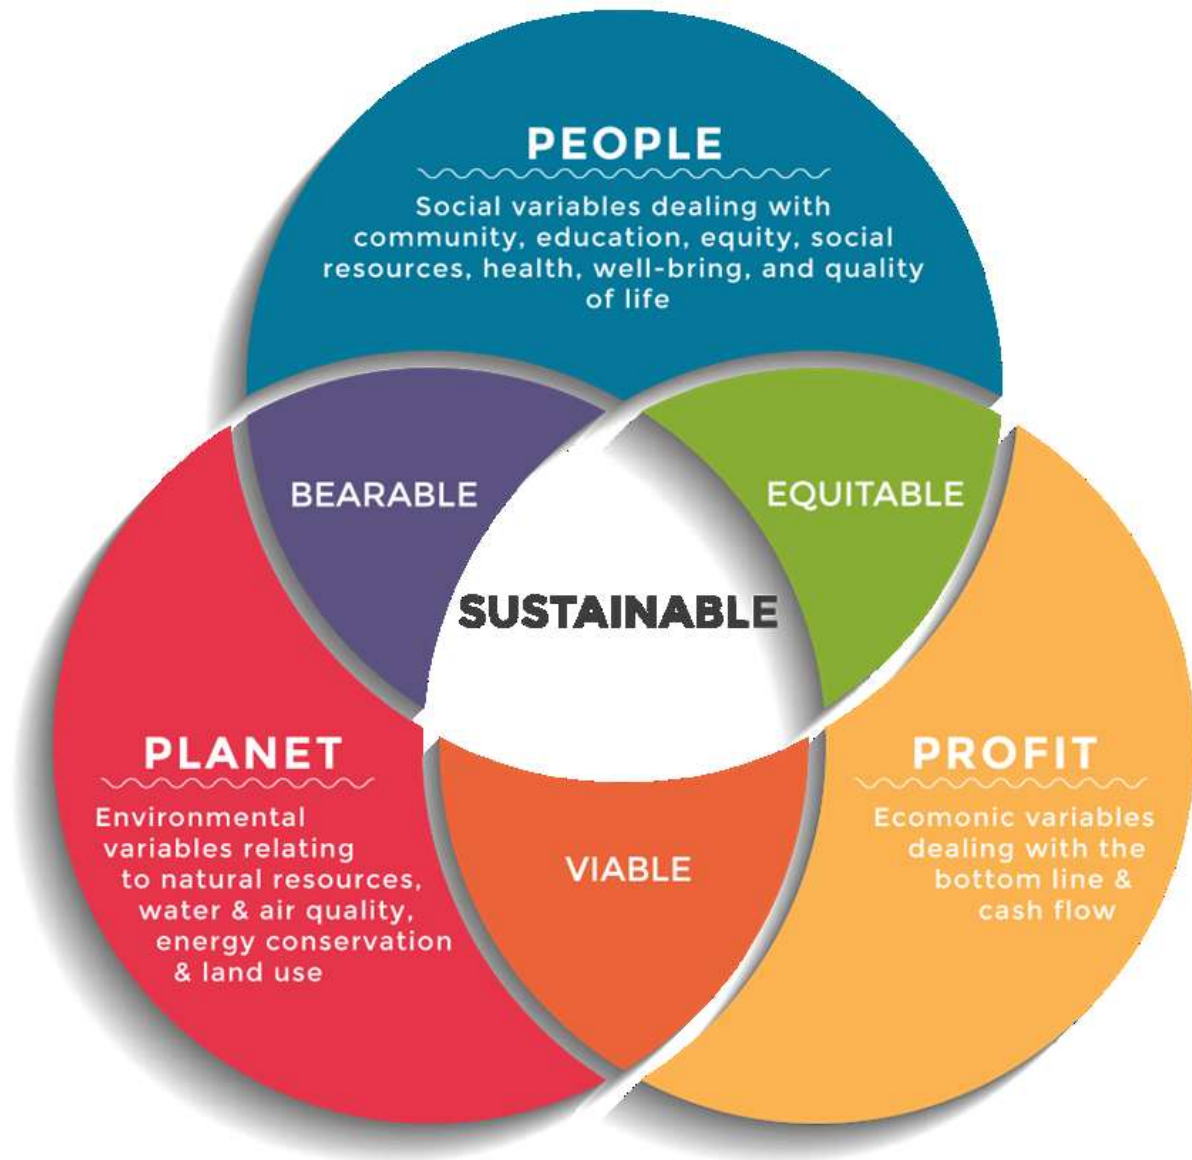 PEOPLE
Social variables dealing with
community, education, equity, social
resources, health, well-bring, and quality
of life
BEARABLE
EQUITABLE
SUSTAINABLE
PLANET
Environmental
variables relating
to natural resources,
water & air quality,
energy conservation
& land use
VIABLE
PROFIT
Ecomonic variables
dealing with the
bottom line &
cash flow